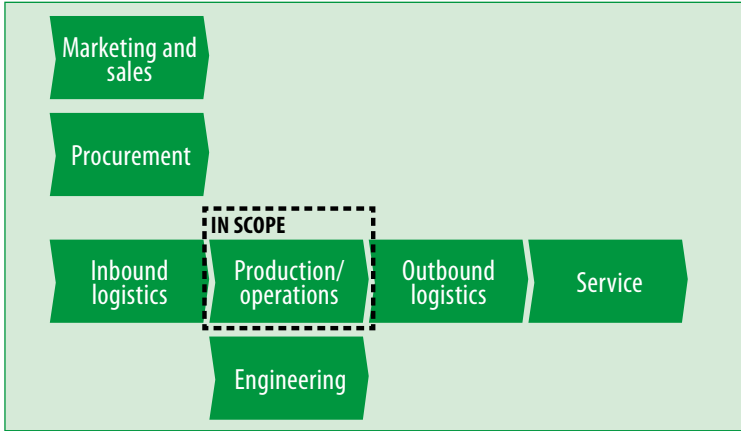 Marketing and
sales
Procurement
IN SCOPE
Inbound
logistics
Production/
operations
Outbound
logistics
Service
Engineering